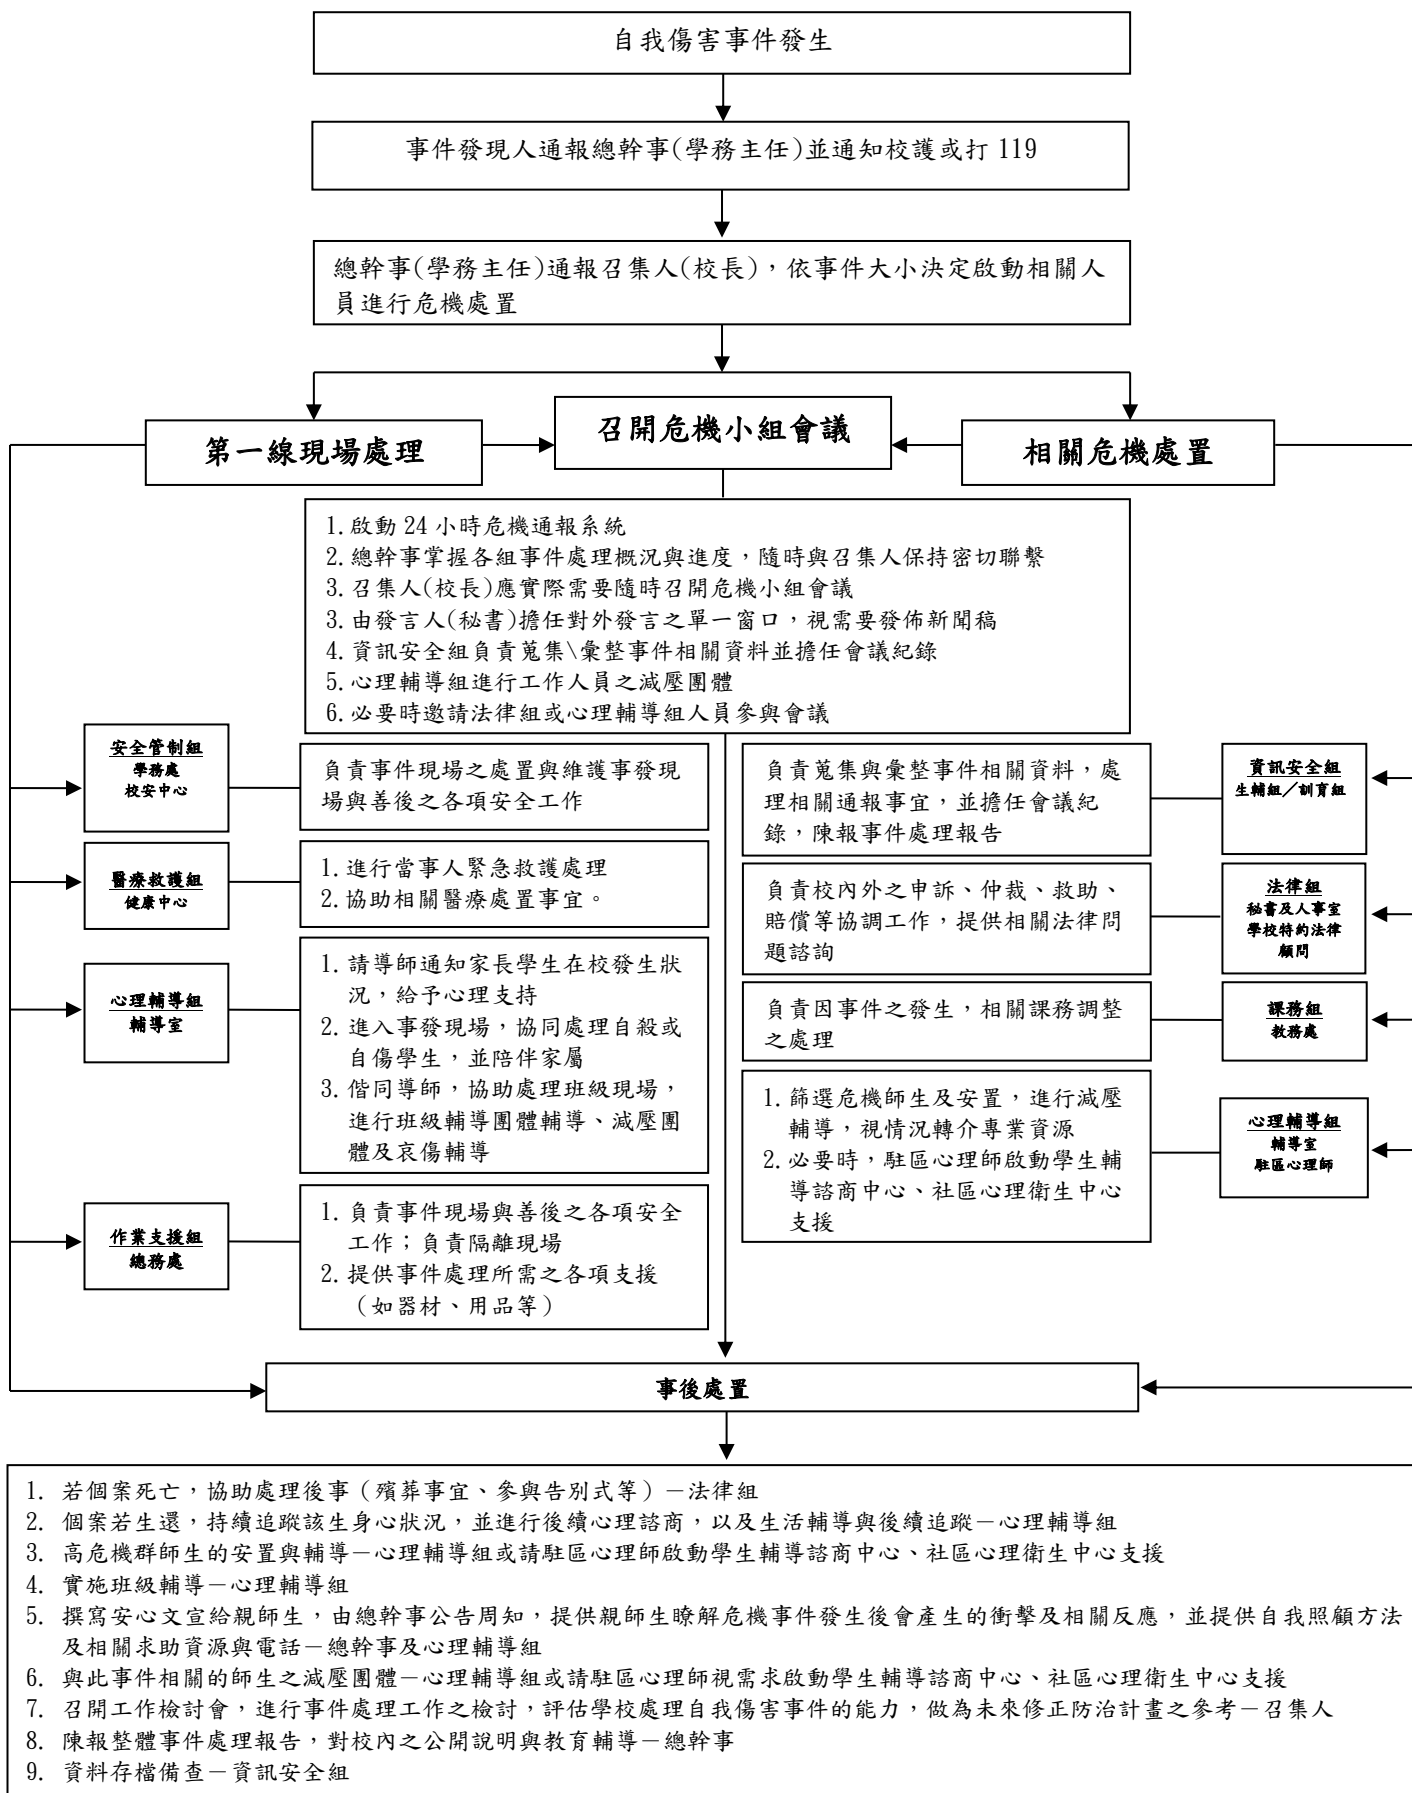 自我傷害事件發生
事件發現人通報總幹事(學務主任)並通知校護或打 119
總幹事(學務主任)通報召集人(校長)，依事件大小決定啟動相關人
員進行危機處置
第一線現場處理
召開危機小組會議
相關危機處置
1.啟動 24 小時危機通報系統
2.總幹事掌握各組事件處理概況與進度，隨時與召集人保持密切聯繫
3.召集人(校長)應實際需要隨時召開危機小組會議
3.由發言人(秘書)擔任對外發言之單一窗口，視需要發佈新聞稿
4.資訊安全組負責蒐集\彙整事件相關資料並擔任會議紀錄
5.心理輔導組進行工作人員之減壓團體
6.必要時邀請法律組或心理輔導組人員參與會議
安全管制組
學務處
校安中心
負責事件現場之處置與維護事發現
場與善後之各項安全工作
醫療救護組
健康中心
1.進行當事人緊急救護處理
2.協助相關醫療處置事宜。
心理輔導組
輔導室
1.請導師通知家長學生在校發生狀
況，給予心理支持
2.進入事發現場，協同處理自殺或
自傷學生，並陪伴家屬
3.偕同導師，協助處理班級現場，
進行班級輔導團體輔導、減壓團
體及哀傷輔導
作業支援組
總務處
1.負責事件現場與善後之各項安全
工作；負責隔離現場
2.提供事件處理所需之各項支援
（如器材、用品等）
負責蒐集與彙整事件相關資料，處
理相關通報事宜，並擔任會議紀
錄，陳報事件處理報告
資訊安全組
生輔組／訓育組
負責校內外之申訴、仲裁、救助、
賠償等協調工作，提供相關法律問
題諮詢
法律組
秘書及人事室
學校特約法律
顧問
負責因事件之發生，相關課務調整
之處理
課務組
教務處
1.篩選危機師生及安置，進行減壓
輔導，視情況轉介專業資源
2.必要時，駐區心理師啟動學生輔
導諮商中心、社區心理衛生中心
支援
心理輔導組
輔導室
駐區心理師
事後處置
1. 若個案死亡，協助處理後事（殯葬事宜、參與告別式等）－法律組
2. 個案若生還，持續追蹤該生身心狀況，並進行後續心理諮商，以及生活輔導與後續追蹤－心理輔導組
3. 高危機群師生的安置與輔導－心理輔導組或請駐區心理師啟動學生輔導諮商中心、社區心理衛生中心支援
4. 實施班級輔導－心理輔導組
5. 撰寫安心文宣給親師生，由總幹事公告周知，提供親師生瞭解危機事件發生後會產生的衝擊及相關反應，並提供自我照顧方法
及相關求助資源與電話－總幹事及心理輔導組
6. 與此事件相關的師生之減壓團體－心理輔導組或請駐區心理師視需求啟動學生輔導諮商中心、社區心理衛生中心支援
7. 召開工作檢討會，進行事件處理工作之檢討，評估學校處理自我傷害事件的能力，做為未來修正防治計畫之參考－召集人
8. 陳報整體事件處理報告，對校內之公開說明與教育輔導－總幹事
9. 資料存檔備查－資訊安全組